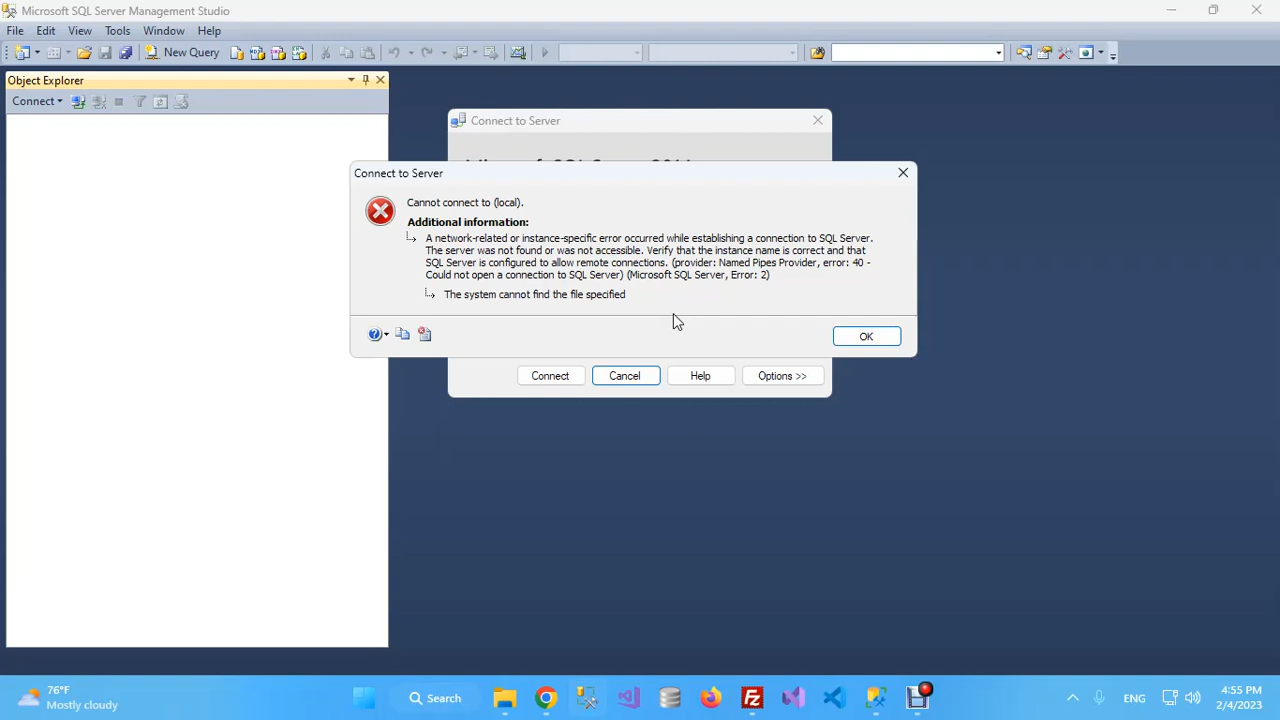 Microsoft SQL Server Management Studio
File Edit View Tools Window Help
New Query
Object Explorer
Connect
Connect to Server
Connect to Server
Cannot connect to (local).
Additional information:
A network-related or instance-specific error occurred while establishing a connection to SQL Server.
The server was not found or was not accessible. Verify that the instance name is correct and that
SQL Server is configured to allow remote connections. (provider: Named Pipes Provider, error: 40 -
Could not open a connection to SQL Server) (Microsoft SQL Server, Error: 2)
The system cannot find the file specified
OK
Connect Cancel Help Options >>
76°F
Mostly cloudy
Search
ENG
4:55 PM
2/4/2023